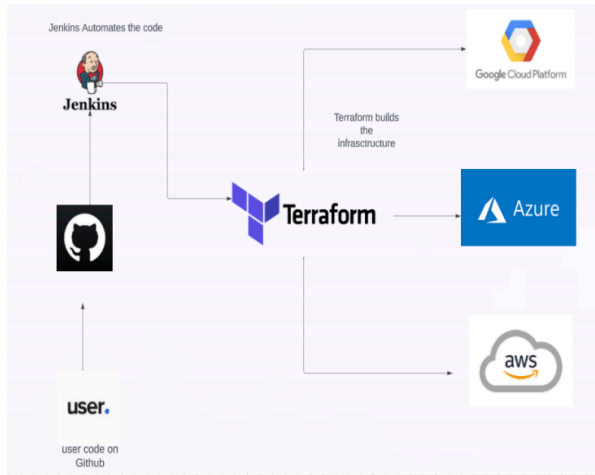 Jenkins Automates the code
Jenkins
Google Cloud Platform
Terraform builds
the
infrasctructure
Terraform
Azure
aws
user.
user code on
Github